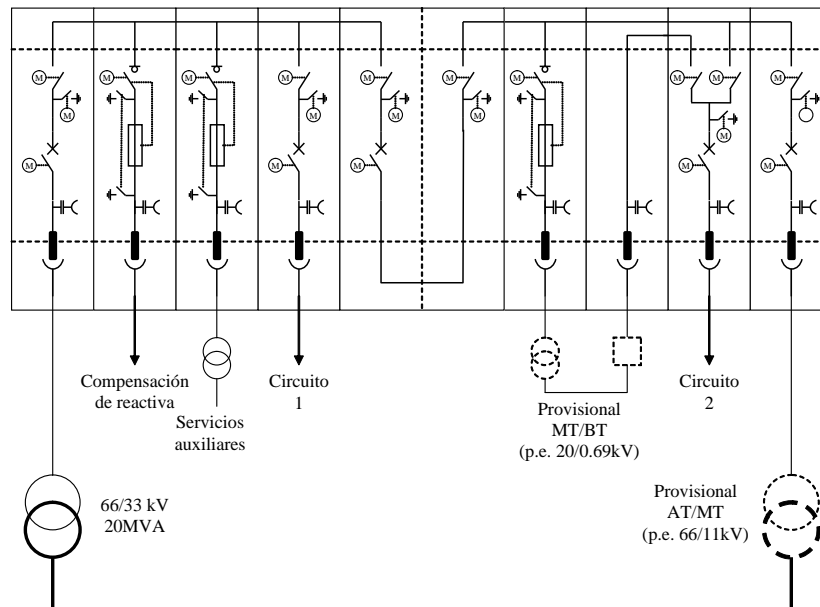 M M M M M M M M M M
M M M M
M M M M M
Compensación
de reactiva
Servicios
auxiliares
Circuito
1
Provisional
MT/BT
(p.e. 20/0.69kV)
Circuito
2
66/33 kV
20MVA
Provisional
AT/MT
(p.e. 66/11kV)